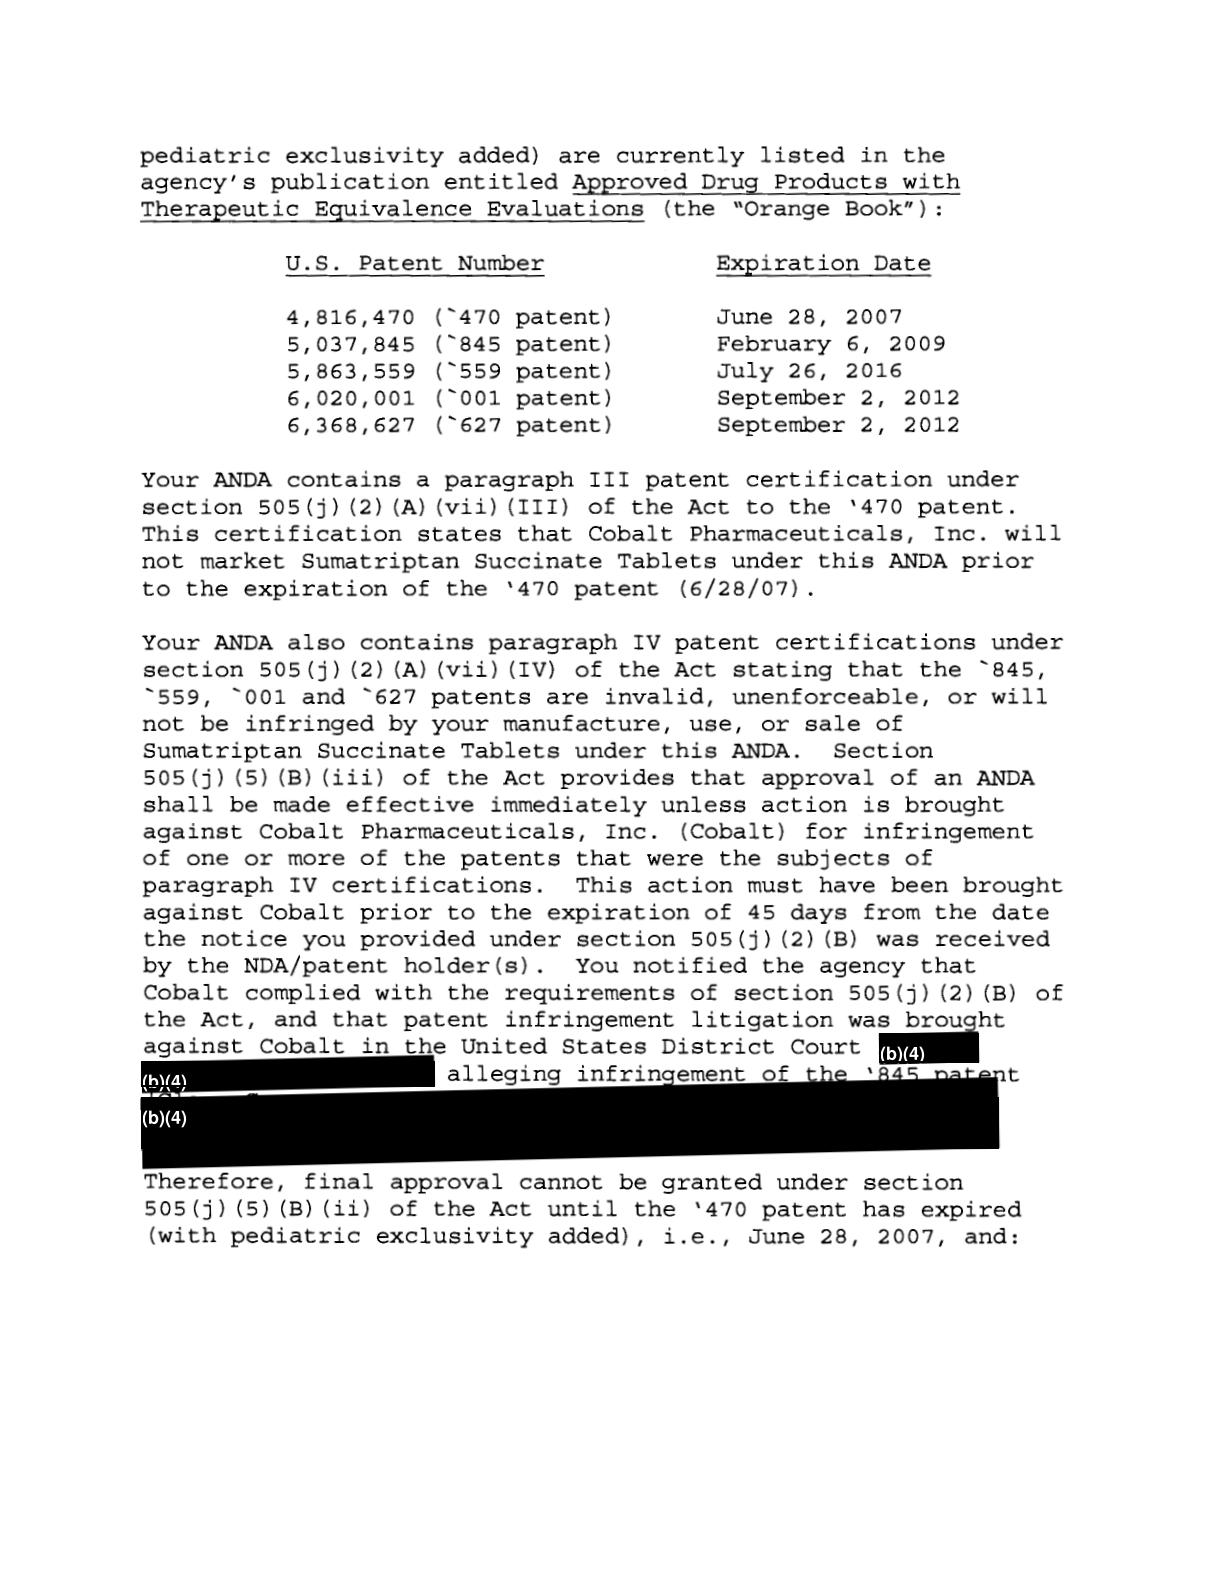 pediatric exclusivity added) are currently listed in the
agency's publication entitled Approved Drug Products with
Therapeutic Equivalence Evaluations (the "Orange Book"):
U.S. Patent Number Expiration Date
4,816,470 (`470 patent) June 28, 2007
5,037,845 (`845 patent) February 6, 2009
5,863,559 (`559 patent) July 26, 2016
6,020,001 (`001 patent) September 2, 2012
6,368,627 (`627 patent) September 2, 2012
Your ANDA contains a paragraph III patent certification under
section 505(j)(2)(A)(vii)(III) of the Act to the '470 patent.
This certification states that Cobalt Pharmaceuticals, Inc. will
not market Sumatriptan Succinate Tablets under this ANDA prior
to the expiration of the '470 patent (6/28/07).
Your ANDA also contains paragraph IV patent certifications under
section 505(j)(2)(A)(vii)(IV) of the Act stating that the `845,
`559, `001 and `627 patents are invalid, unenforceable, or will
not be infringed by your manufacture, use, or sale of
Sumatriptan Succinate Tablets under this ANDA. Section
505(j)(5)(B)(iii) of the Act provides that approval of an ANDA
shall be made effective immediately unless action is brought
against Cobalt Pharmaceuticals, Inc. (Cobalt) for infringement
of one or more of the patents that were the subjects of
paragraph IV certifications. This action must have been brought
against Cobalt prior to the expiration of 45 days from the date
the notice you provided under section 505(j)(2)(B) was received
by the NDA/patent holder(s). You notified the agency that
Cobalt complied with the requirements of section 505(j)(2)(B) of
the Act, and that patent infringement litigation was brought
against Cobalt in the United States District Court (b)(4)
(b)(4) alleging infringement of the '845 patent
(b)(4)
Therefore, final approval cannot be granted under section
505(j)(5)(B)(ii) of the Act until the '470 patent has expired
(with pediatric exclusivity added), i.e., June 28, 2007, and: